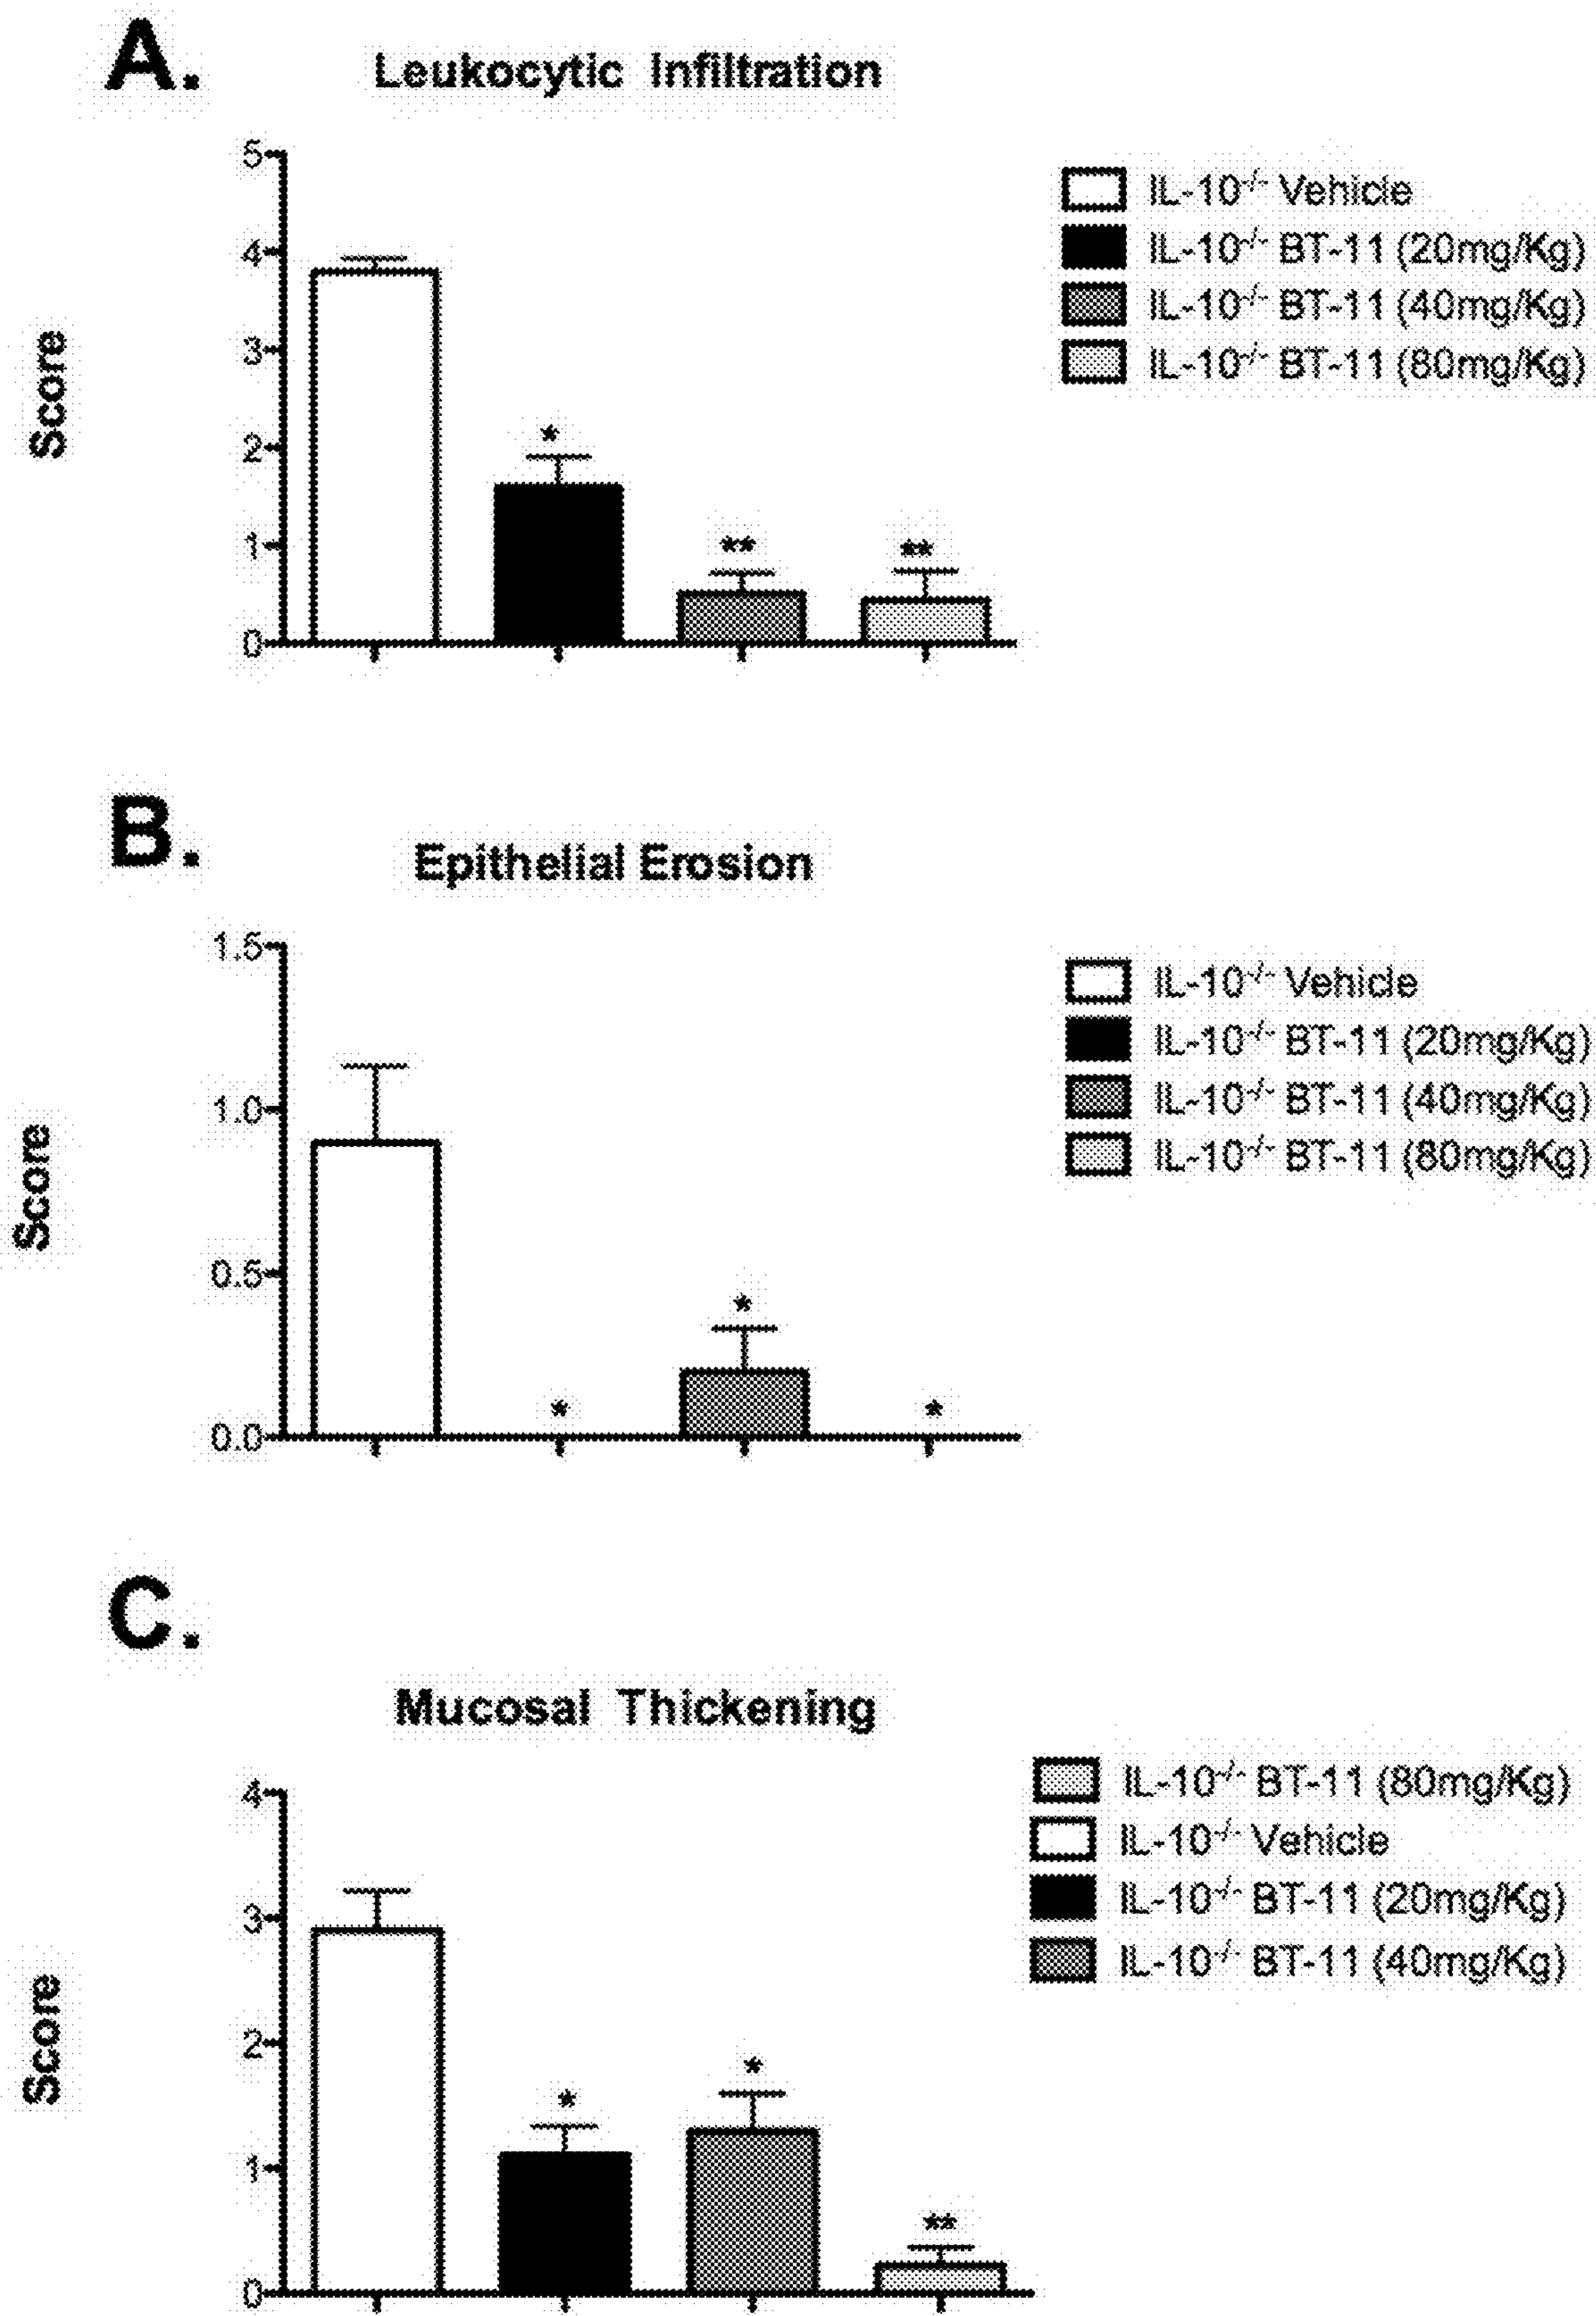 A.
Leukocytic Infiltration
Score
5
4
3
2
1
0
*
**
**
IL-10-/- Vehicle
IL-10-/- BT-11 (20mg/Kg)
IL-10-/- BT-11 (40mg/Kg)
IL-10-/- BT-11 (80mg/Kg)
B.
Epithelial Erosion
Score
1.5
1.0
0.5
0.0
*
*
*
IL-10-/- Vehicle
IL-10-/- BT-11 (20mg/Kg)
IL-10-/- BT-11 (40mg/Kg)
IL-10-/- BT-11 (80mg/Kg)
C.
Mucosal Thickening
Score
4
3
2
1
0
*
*
**
IL-10-/- BT-11 (80mg/Kg)
IL-10-/- Vehicle
IL-10-/- BT-11 (20mg/Kg)
IL-10-/- BT-11 (40mg/Kg)